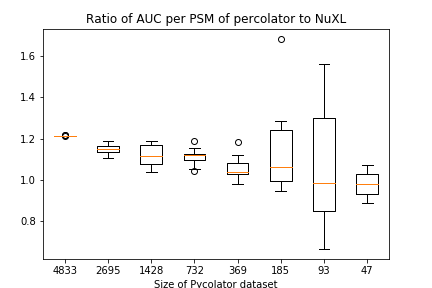 Ratio of AUC per PSM of percolator to NuXL
1.6
1.4
1.2
1.0
0.8
4833 2695 1428 732 369 185 93 47
Size of Pycolator dataset